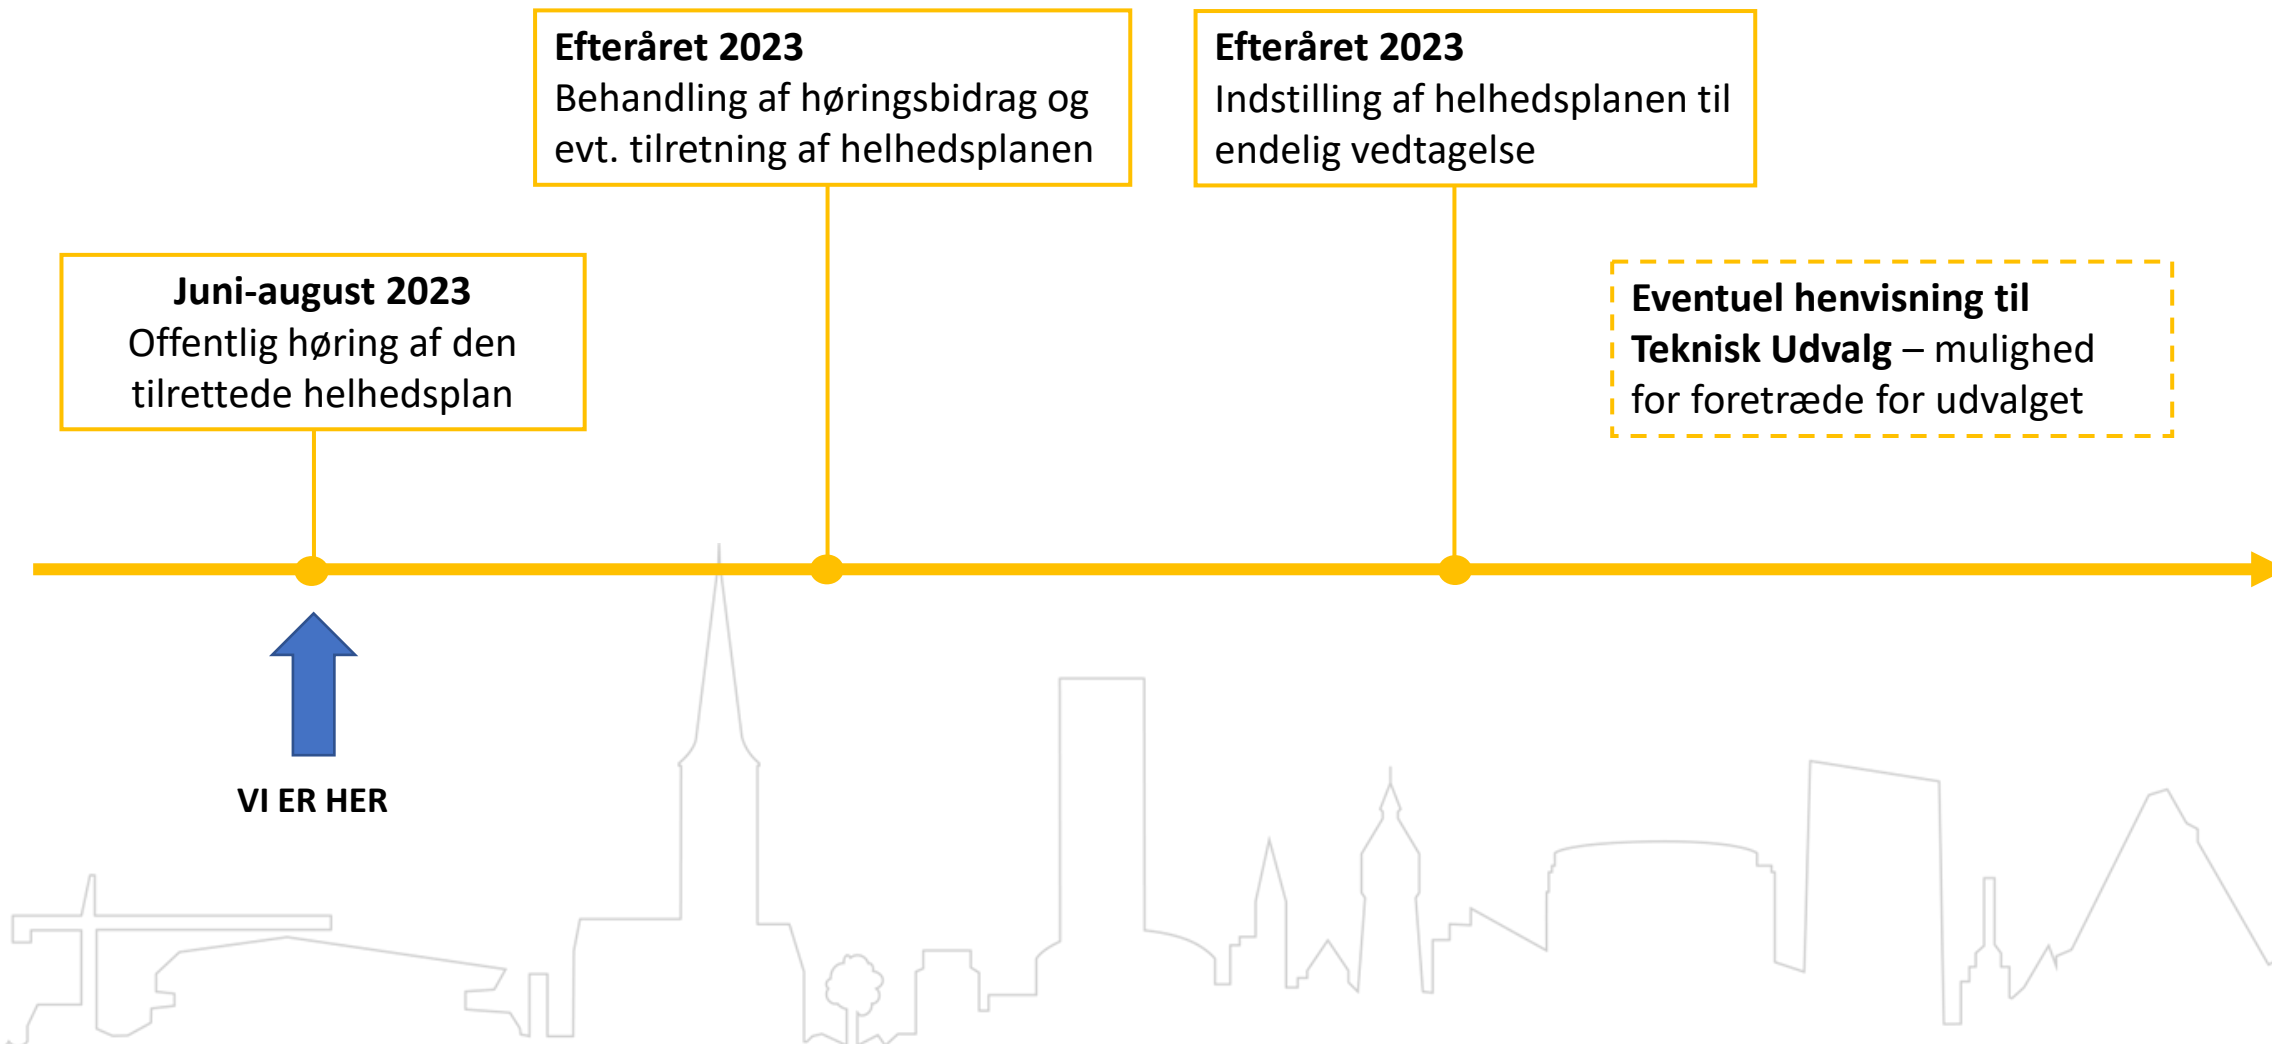 Efteråret 2023
Behandling af høringsbidrag og
evt. tilretning af helhedsplanen
Efteråret 2023
Indstilling af helhedsplanen til
endelig vedtagelse
Juni-august 2023
Offentlig høring af den
tilrettede helhedsplan
Eventuel henvisning til
Teknisk Udvalg – mulighed
for foretræde for udvalget
VI ER HER